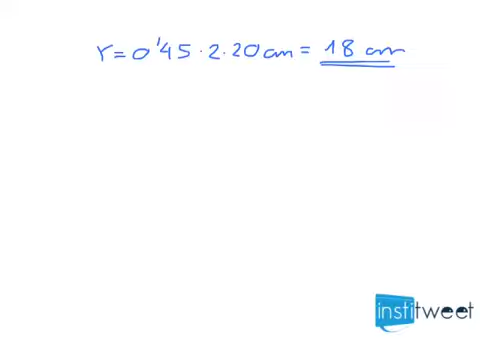 r = 0'45 · 2 · 20 cm = 18 cm
institweet